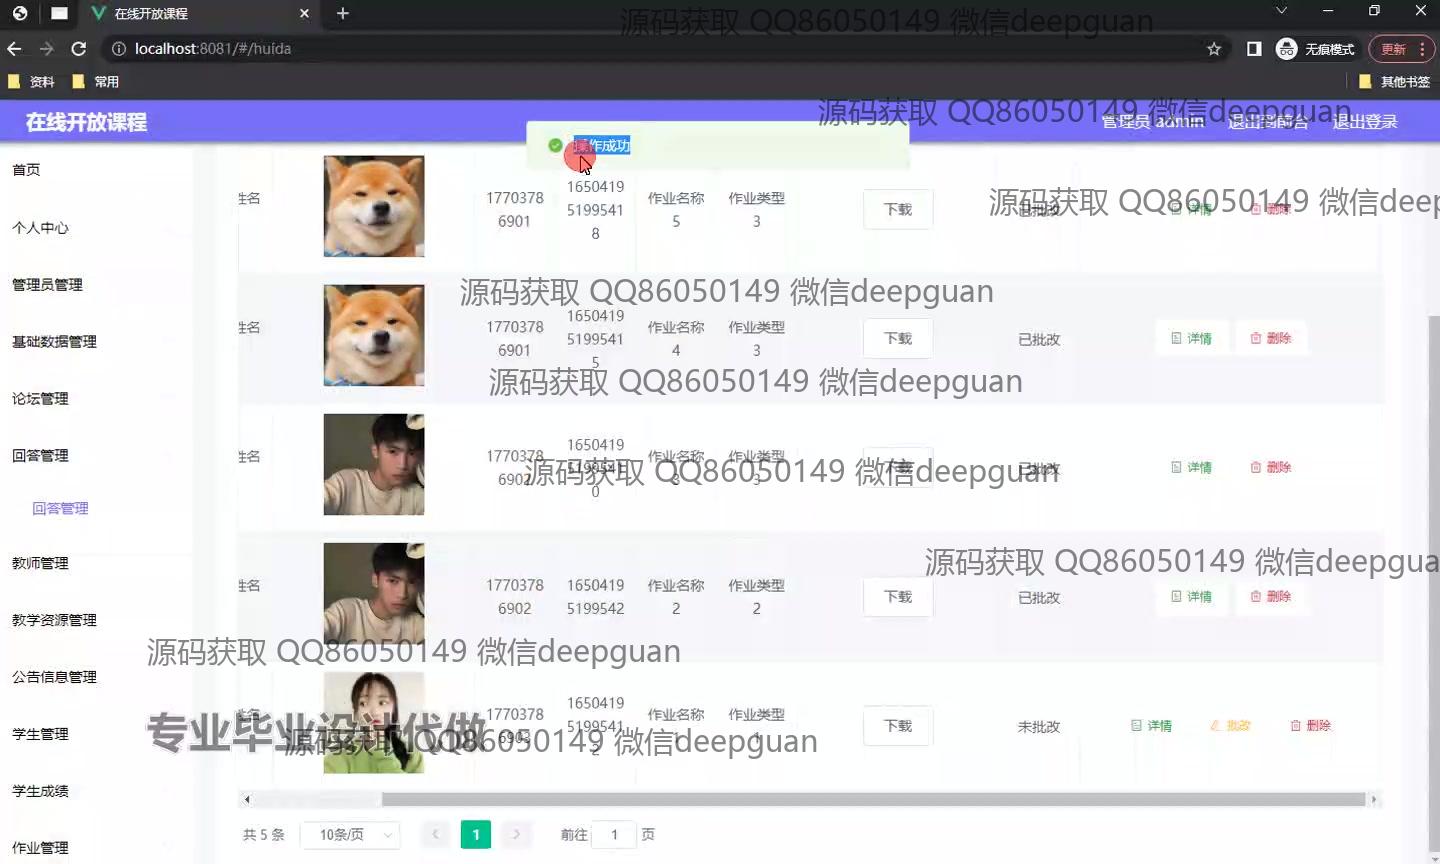 在线开放课程
源码获取 QQ86050149 微信deepguan
localhost:8081/#/huida
无痕模式
更新
资料
常用
其他书签
在线开放课程
源码获取 QQ86050149 微信deepguan
管理员 admin
退出到前台
退出登录
操作成功
首页
个人中心
管理员管理
基础数据管理
论坛管理
回答管理
回答管理
教师管理
教学资源管理
公告信息管理
学生管理
学生成绩
作业管理
姓名
1770378
6901
1650419
5199541
8
作业名称
5
作业类型
3
下载
已批改
详情
删除
源码获取 QQ86050149 微信deep
源码获取 QQ86050149 微信deepguan
姓名
1770378
6901
1650419
5199541
5
作业名称
4
作业类型
3
下载
已批改
详情
删除
源码获取 QQ86050149 微信deepguan
姓名
1770378
6902
1650419
5199541
0
作业名称
3
作业类型
3
下载
已批改
详情
删除
源码获取 QQ86050149 微信deepguan
源码获取 QQ86050149 微信deepgua
姓名
1770378
6902
1650419
5199542
作业名称
2
作业类型
2
下载
已批改
详情
删除
源码获取 QQ86050149 微信deepguan
姓名
1770378
6903
1650419
5199541
2
作业名称
1
作业类型
1
下载
未批改
详情
批改
删除
专业毕业设计代做
源码获取 QQ86050149 微信deepguan
共 5 条
10条/页
1
前往
1
页